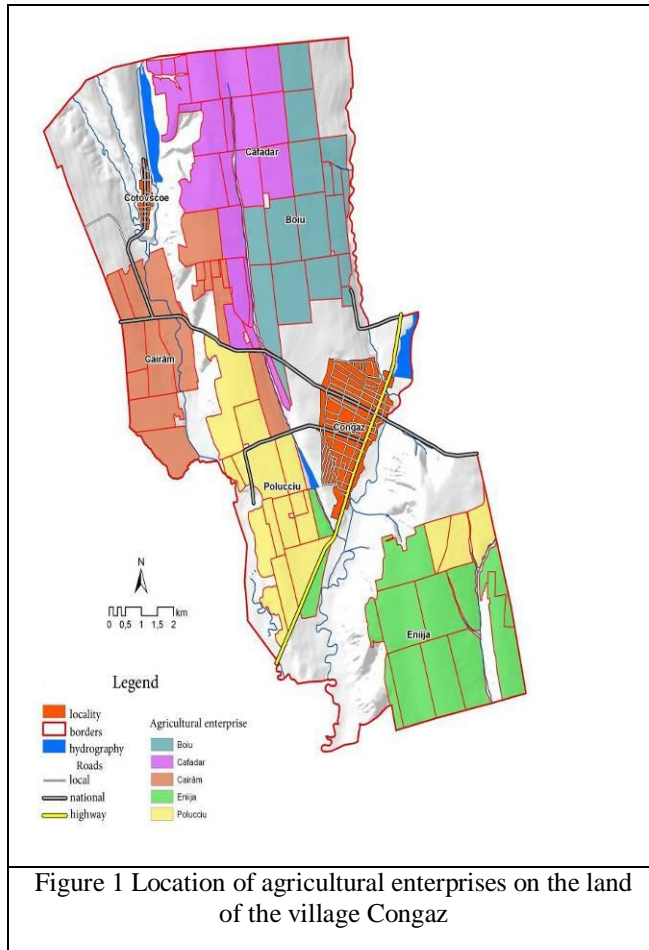 Cafadar
Cotovscoe
Boiu
Cairâm
Congaz
Polucciu
Eniija
N
km
0 0,5 1 1,5 2
Legend
locality
borders
hydrography
Roads
local
national
highway
Agricultural enterprise
Boiu
Cafadar
Cairâm
Eniija
Polucciu
Figure 1 Location of agricultural enterprises on the land
of the village Congaz